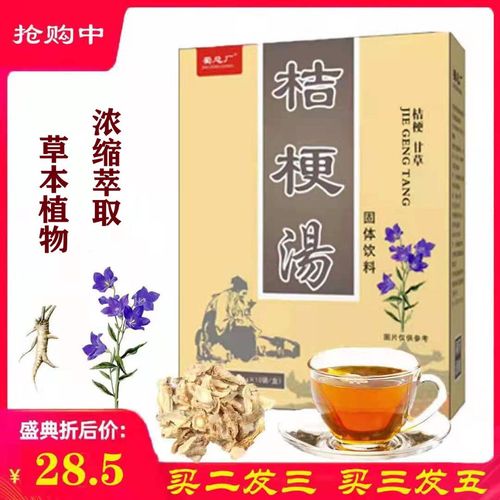 抢购中
浓缩萃取
草本植物
桔梗湯
桔梗 甘草
JIE GENG TANG
固体饮料
图片仅供参考
盛典折后价:
¥28.5
买二发三 买三发五